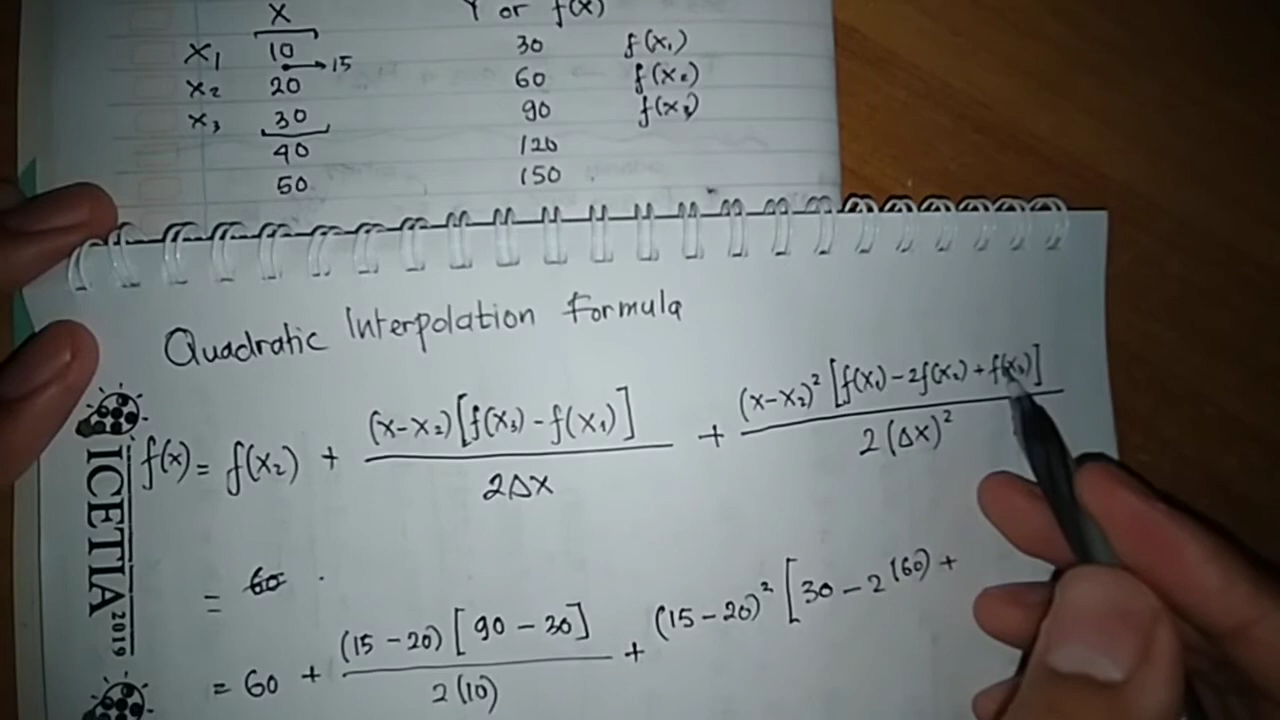 X Y or f(x)
X₁ 10 → 15 30 f(x₁)
X₂ 20 60 f(x₂)
X₃ 30 90 f(x₃)
40 120
50 150
Quadratic Interpolation Formula
f(x) = f(x₂) + (x-x₂)[f(x₃) - f(x₁)] / 2Δx + (x-x₂)² [f(x₁) - 2f(x₂) + f(x₃)] / 2(Δx)²
= 60
= 60 + (15-20)[90-30] / 2(10) + (15-20)² [30-2(60)+
ICETIA 2019